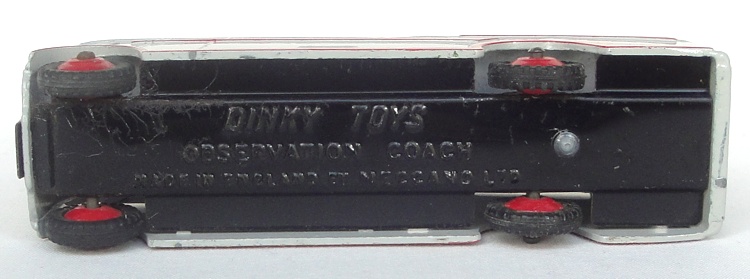 DINKY TOYS
OBSERVATION COACH
MADE IN ENGLAND BY MECCANO LTD